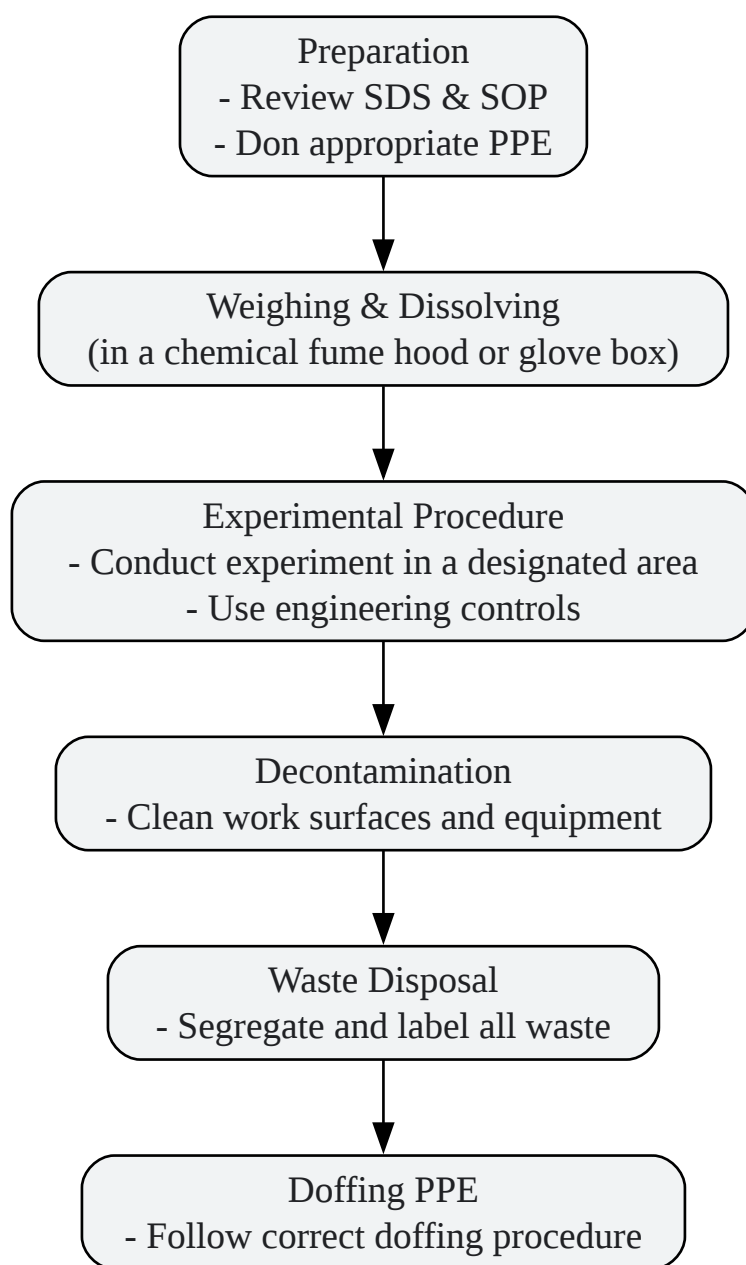 Preparation
- Review SDS & SOP
- Don appropriate PPE
Weighing & Dissolving
(in a chemical fume hood or glove box)
Experimental Procedure
- Conduct experiment in a designated area
- Use engineering controls
Decontamination
- Clean work surfaces and equipment
Waste Disposal
- Segregate and label all waste
Doffing PPE
- Follow correct doffing procedure